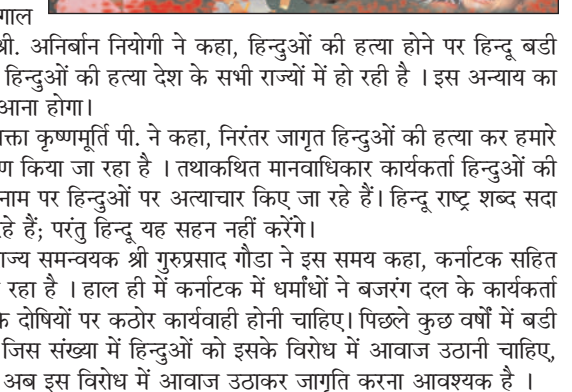 गाल
श्री. अनिर्बान नियोगी ने कहा, हिन्दुओं की हत्या होने पर हिन्दू बडी
हिन्दुओं की हत्या देश के सभी राज्यों में हो रही है । इस अन्याय का
आना होगा।
क्ता कृष्णमूर्ति पी. ने कहा, निरंतर जागृत हिन्दुओं की हत्या कर हमारे
ण किया जा रहा है । तथाकथित मानवाधिकार कार्यकर्ता हिन्दुओं की
नाम पर हिन्दुओं पर अत्याचार किए जा रहे हैं। हिन्दू राष्ट्र शब्द सदा
रहे हैं; परंतु हिन्दू यह सहन नहीं करेंगे।
ाज्य समन्वयक श्री गुरुप्रसाद गौडा ने इस समय कहा, कर्नाटक सहित
रहा है । हाल ही में कर्नाटक में धर्मांधों ने बजरंग दल के कार्यकर्ता
के दोषियों पर कठोर कार्यवाही होनी चाहिए। पिछले कुछ वर्षों में बडी
जिस संख्या में हिन्दुओं को इसके विरोध में आवाज उठानी चाहिए,
अब इस विरोध में आवाज उठाकर जागृति करना आवश्यक है ।